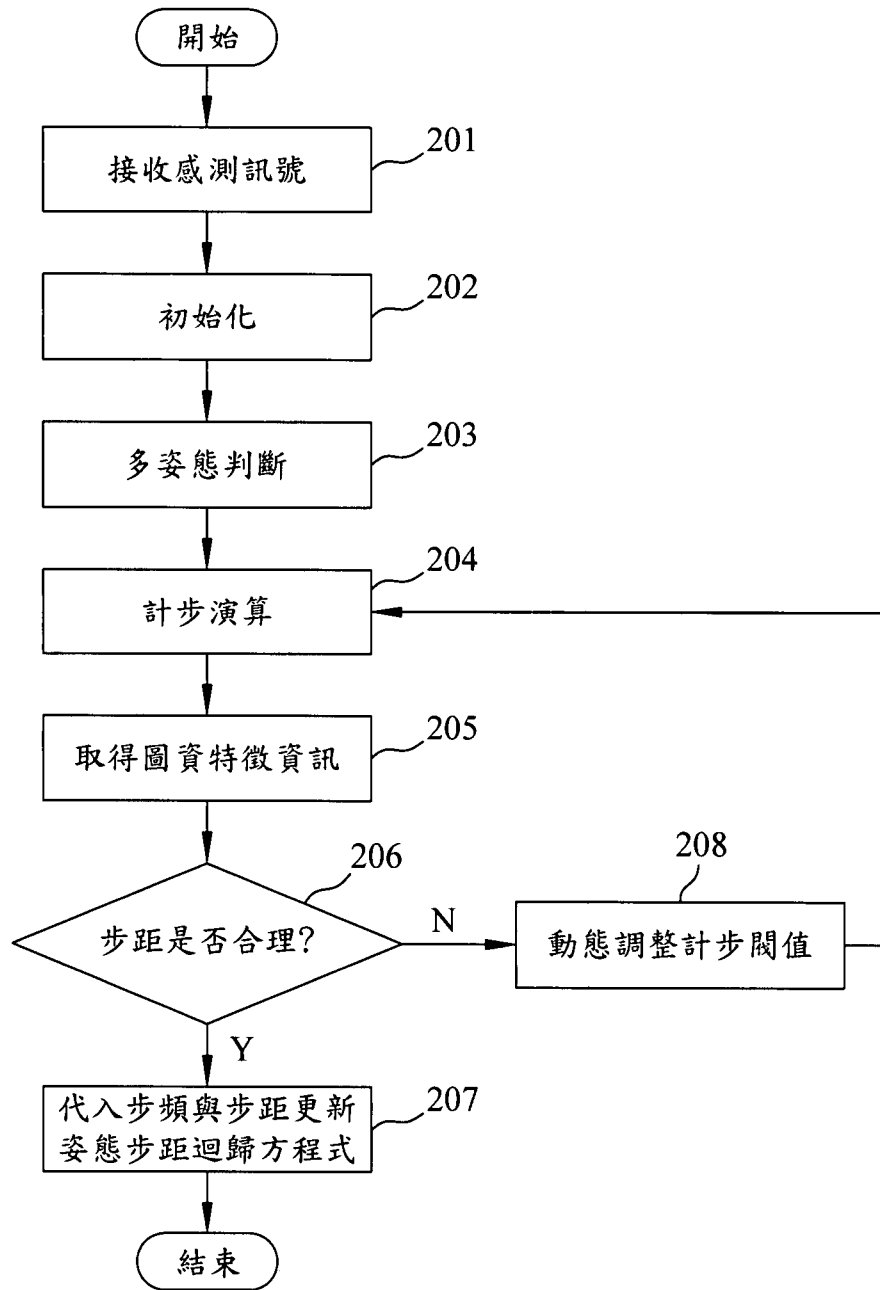 開始
接收感測訊號
201
初始化
202
多姿態判斷
203
計步演算
204
取得圖資特徵資訊
205
步距是否合理?
206
N
動態調整計步閥值
208
Y
代入步頻與步距更新
姿態步距迴歸方程式
207
結束